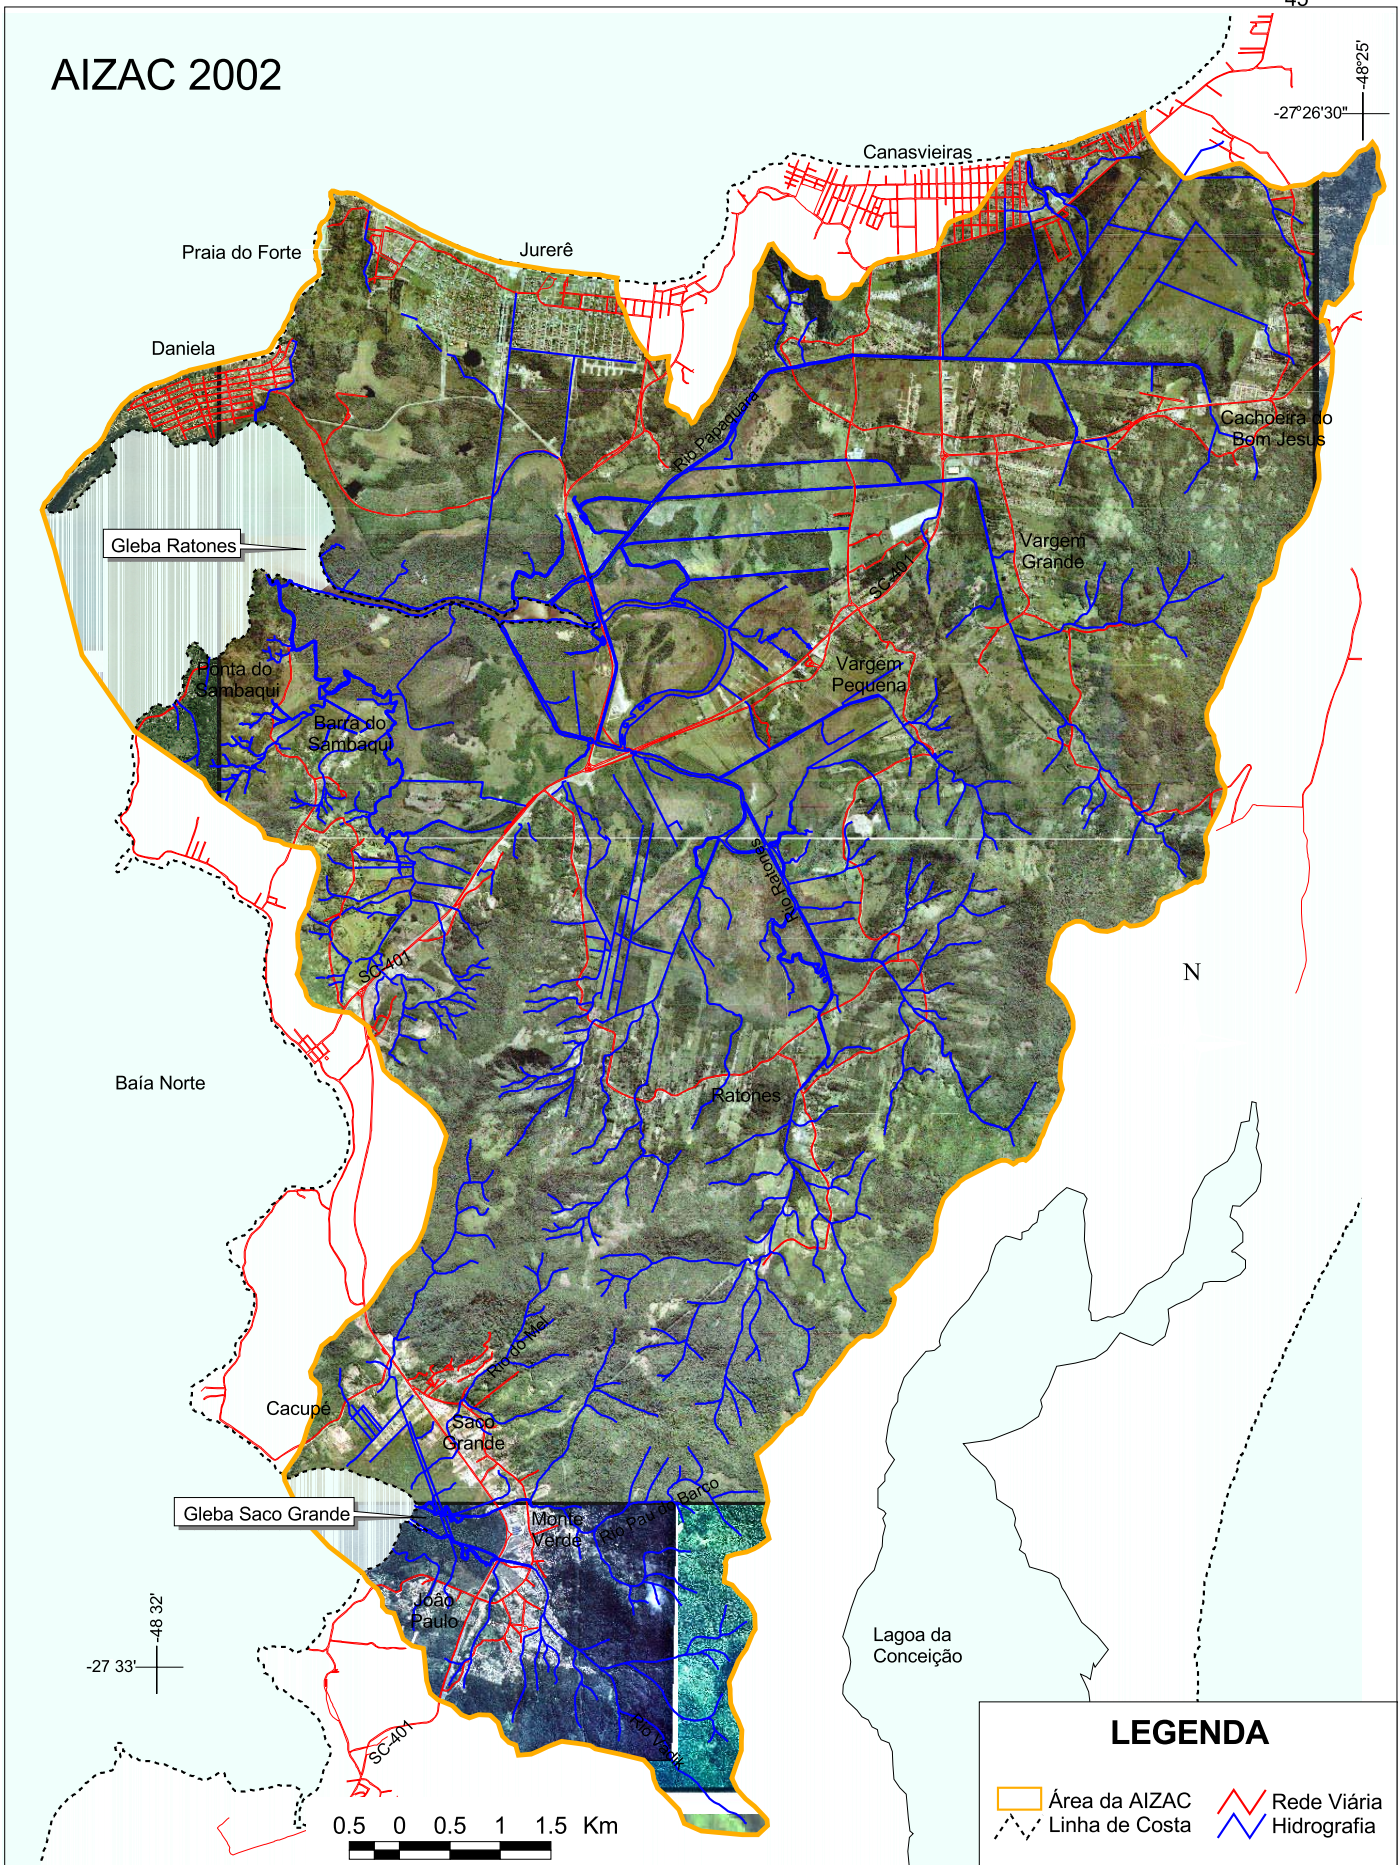 45
AIZAC 2002
-48°25'
-27°26'30"
Canasvieiras
Praia do Forte
Jurerê
Daniela
Rio Papaquara
Cachoeira do
Bom Jesus
Gleba Ratones
Vargem
Grande
SC-401
Ponta do
Sambaqui
Vargem
Pequena
Barra do
Sambaqui
Rio Ratones
SC-401
N
Baía Norte
Ratones
Rio do Mel
Cacupé
Saco
Grande
Gleba Saco Grande
Monte
Verde
Rio Pau do Barco
João
Paulo
-48 32'
-27 33'
Lagoa da
Conceição
Rio Vadik
SC-401
LEGENDA
Área da AIZAC
Linha de Costa
Rede Viária
Hidrografia
0.5 0 0.5 1 1.5 Km